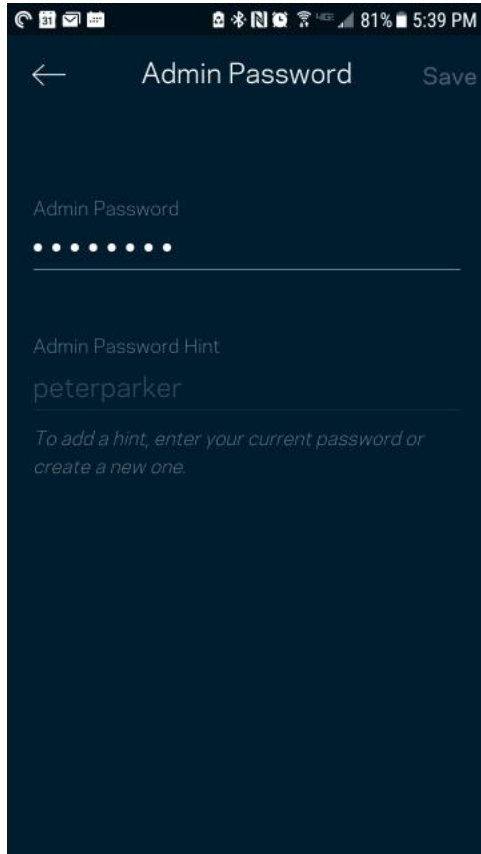 31 81% 5:39 PM
Admin Password Save
Admin Password
••••••••
Admin Password Hint
peterparker
To add a hint, enter your current password or
create a new one.